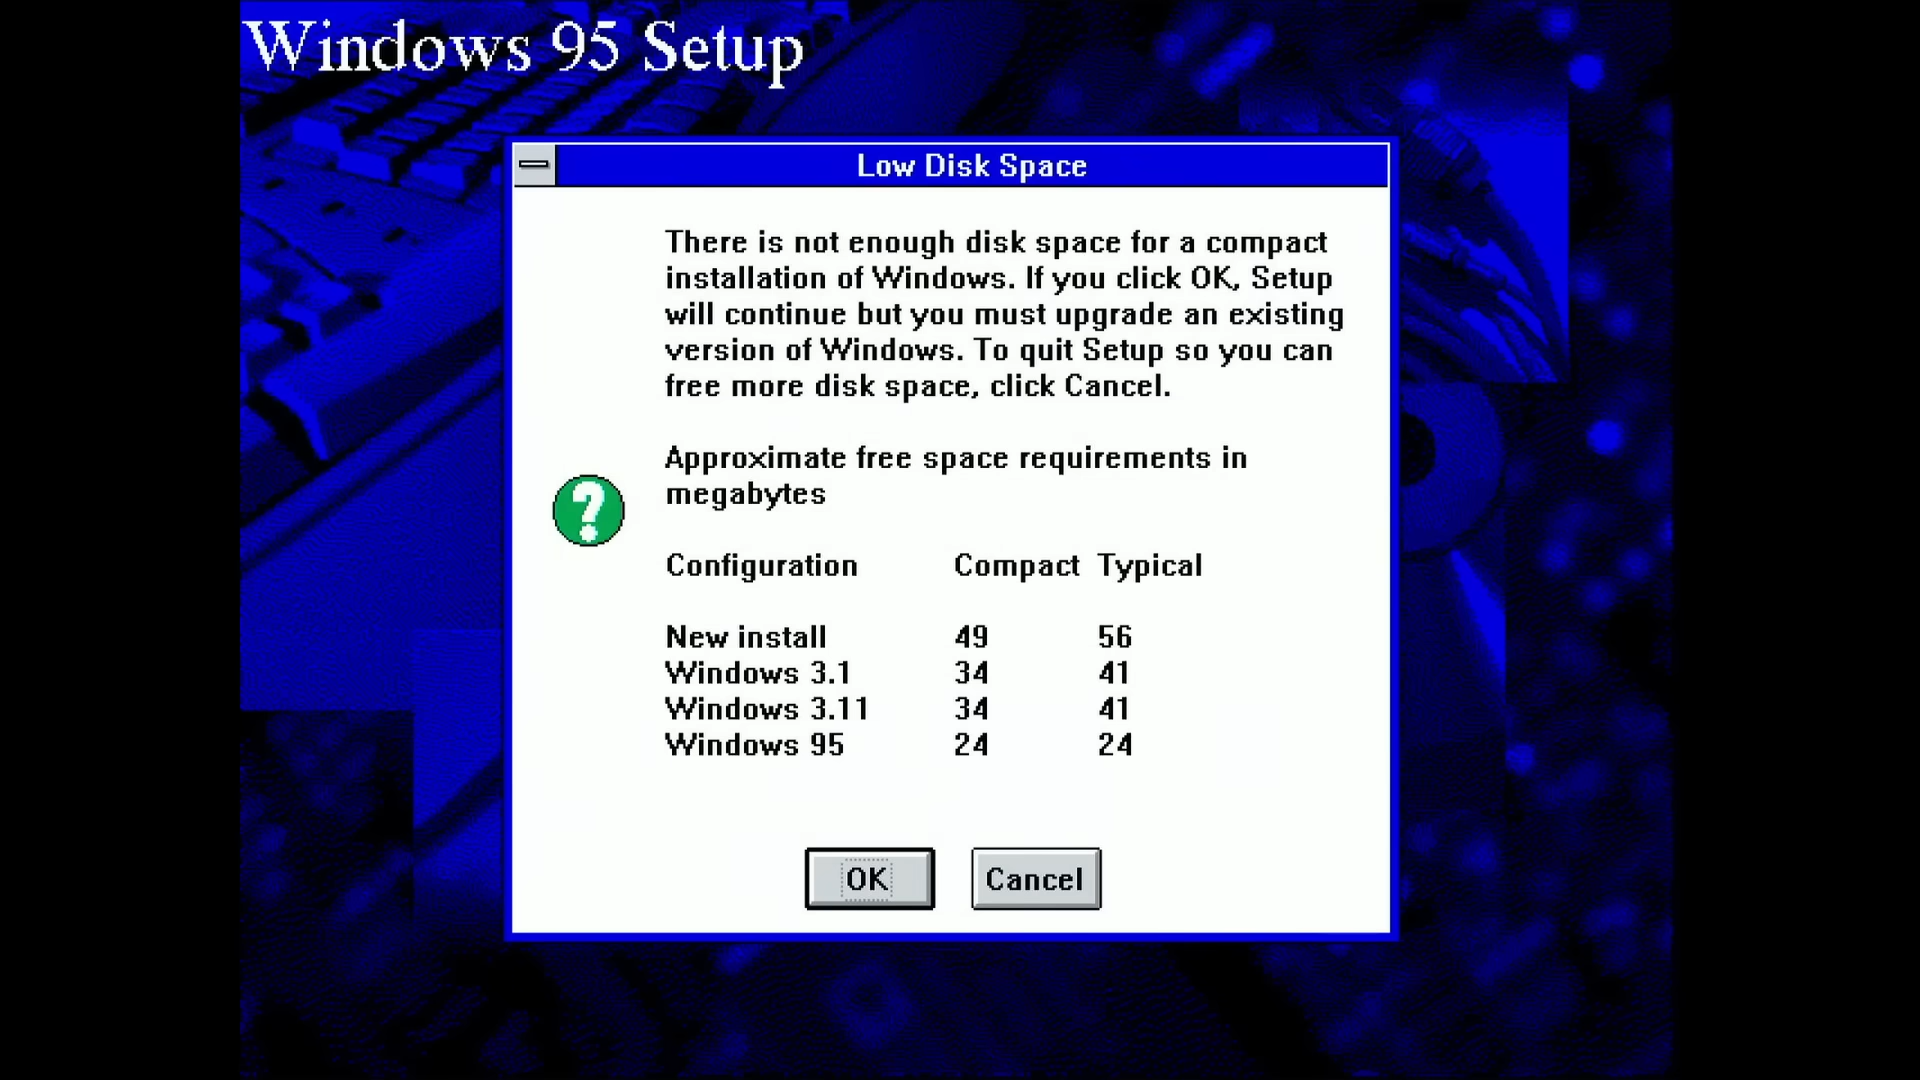 Windows 95 Setup
Low Disk Space
There is not enough disk space for a compact
installation of Windows. If you click OK, Setup
will continue but you must upgrade an existing
version of Windows. To quit Setup so you can
free more disk space, click Cancel.
Approximate free space requirements in
megabytes
Configuration Compact Typical
New install 49 56
Windows 3.1 34 41
Windows 3.11 34 41
Windows 95 24 24
OK Cancel